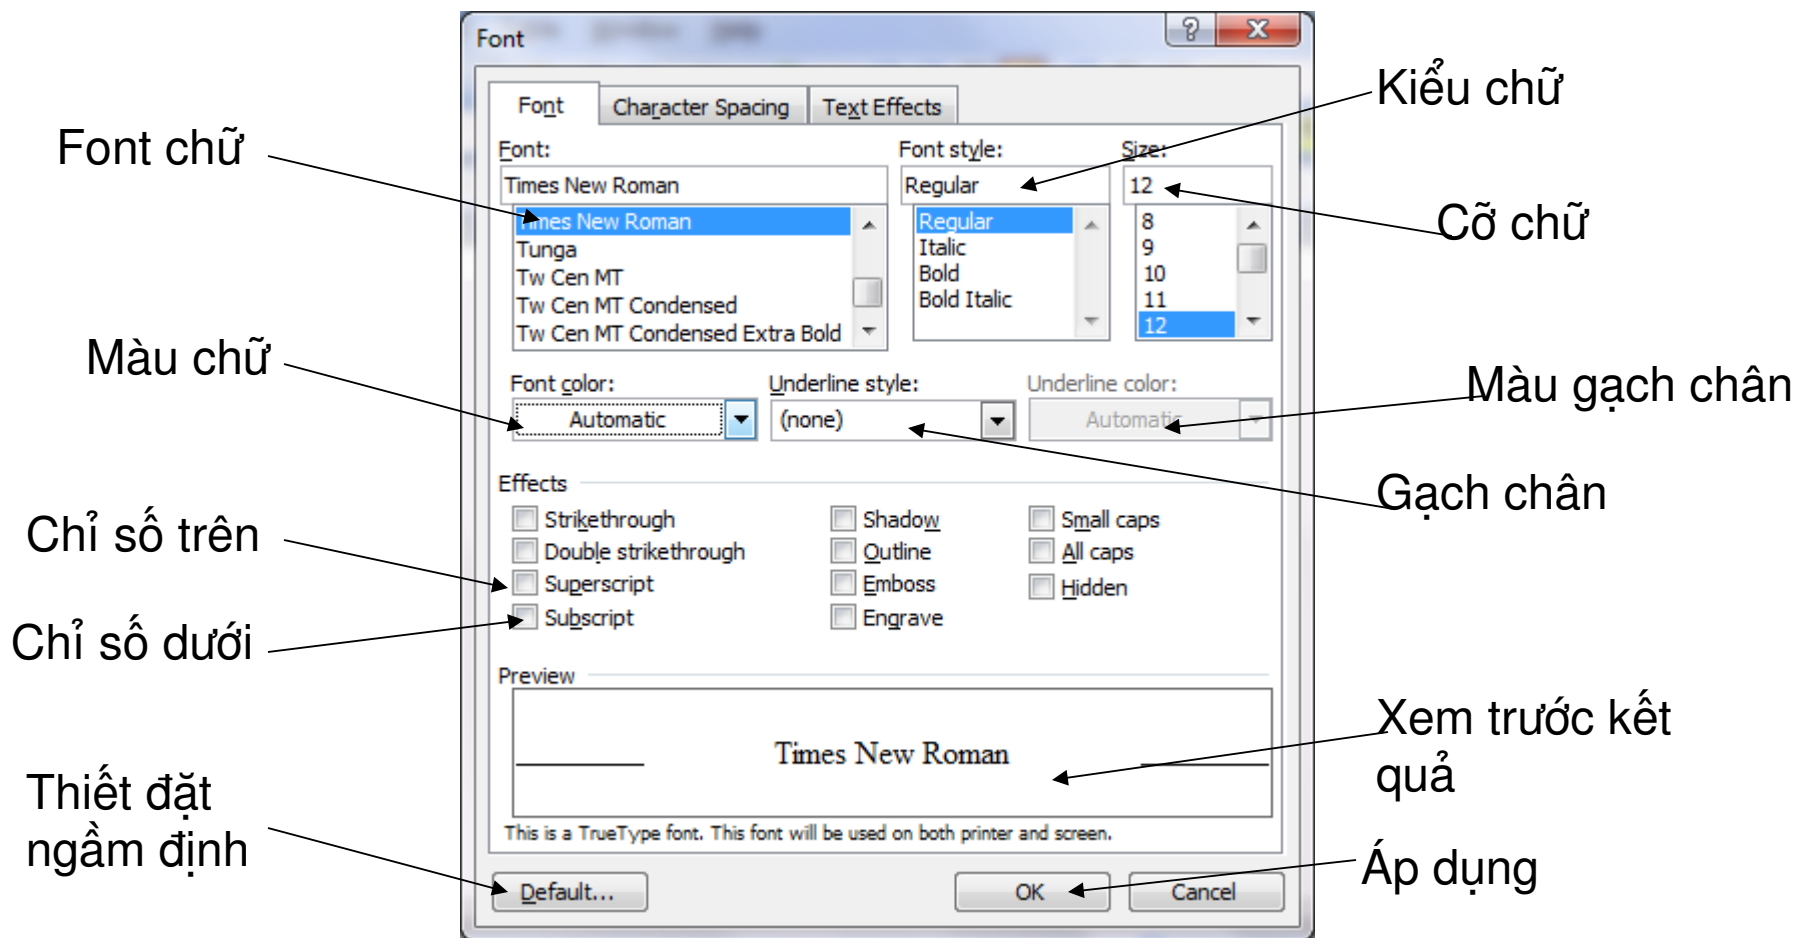 Font
Font
Character Spacing
Text Effects
Kiểu chữ
Font chữ
Font:
Font style:
Size:
Times New Roman
Regular
12
Times New Roman
Tunga
Tw Cen MT
Tw Cen MT Condensed
Tw Cen MT Condensed Extra Bold
Regular
Italic
Bold
Bold Italic
8
9
10
11
12
Cỡ chữ
Màu chữ
Font color:
Underline style:
Underline color:
Automatic
(none)
Automatic
Màu gạch chân
Gạch chân
Effects
Strikethrough
Double strikethrough
Superscript
Subscript
Shadow
Outline
Emboss
Engrave
Small caps
All caps
Hidden
Chỉ số trên
Chỉ số dưới
Preview
Times New Roman
Xem trước kết
quả
This is a TrueType font. This font will be used on both printer and screen.
Thiết đặt
ngầm định
Default...
OK
Cancel
Áp dụng